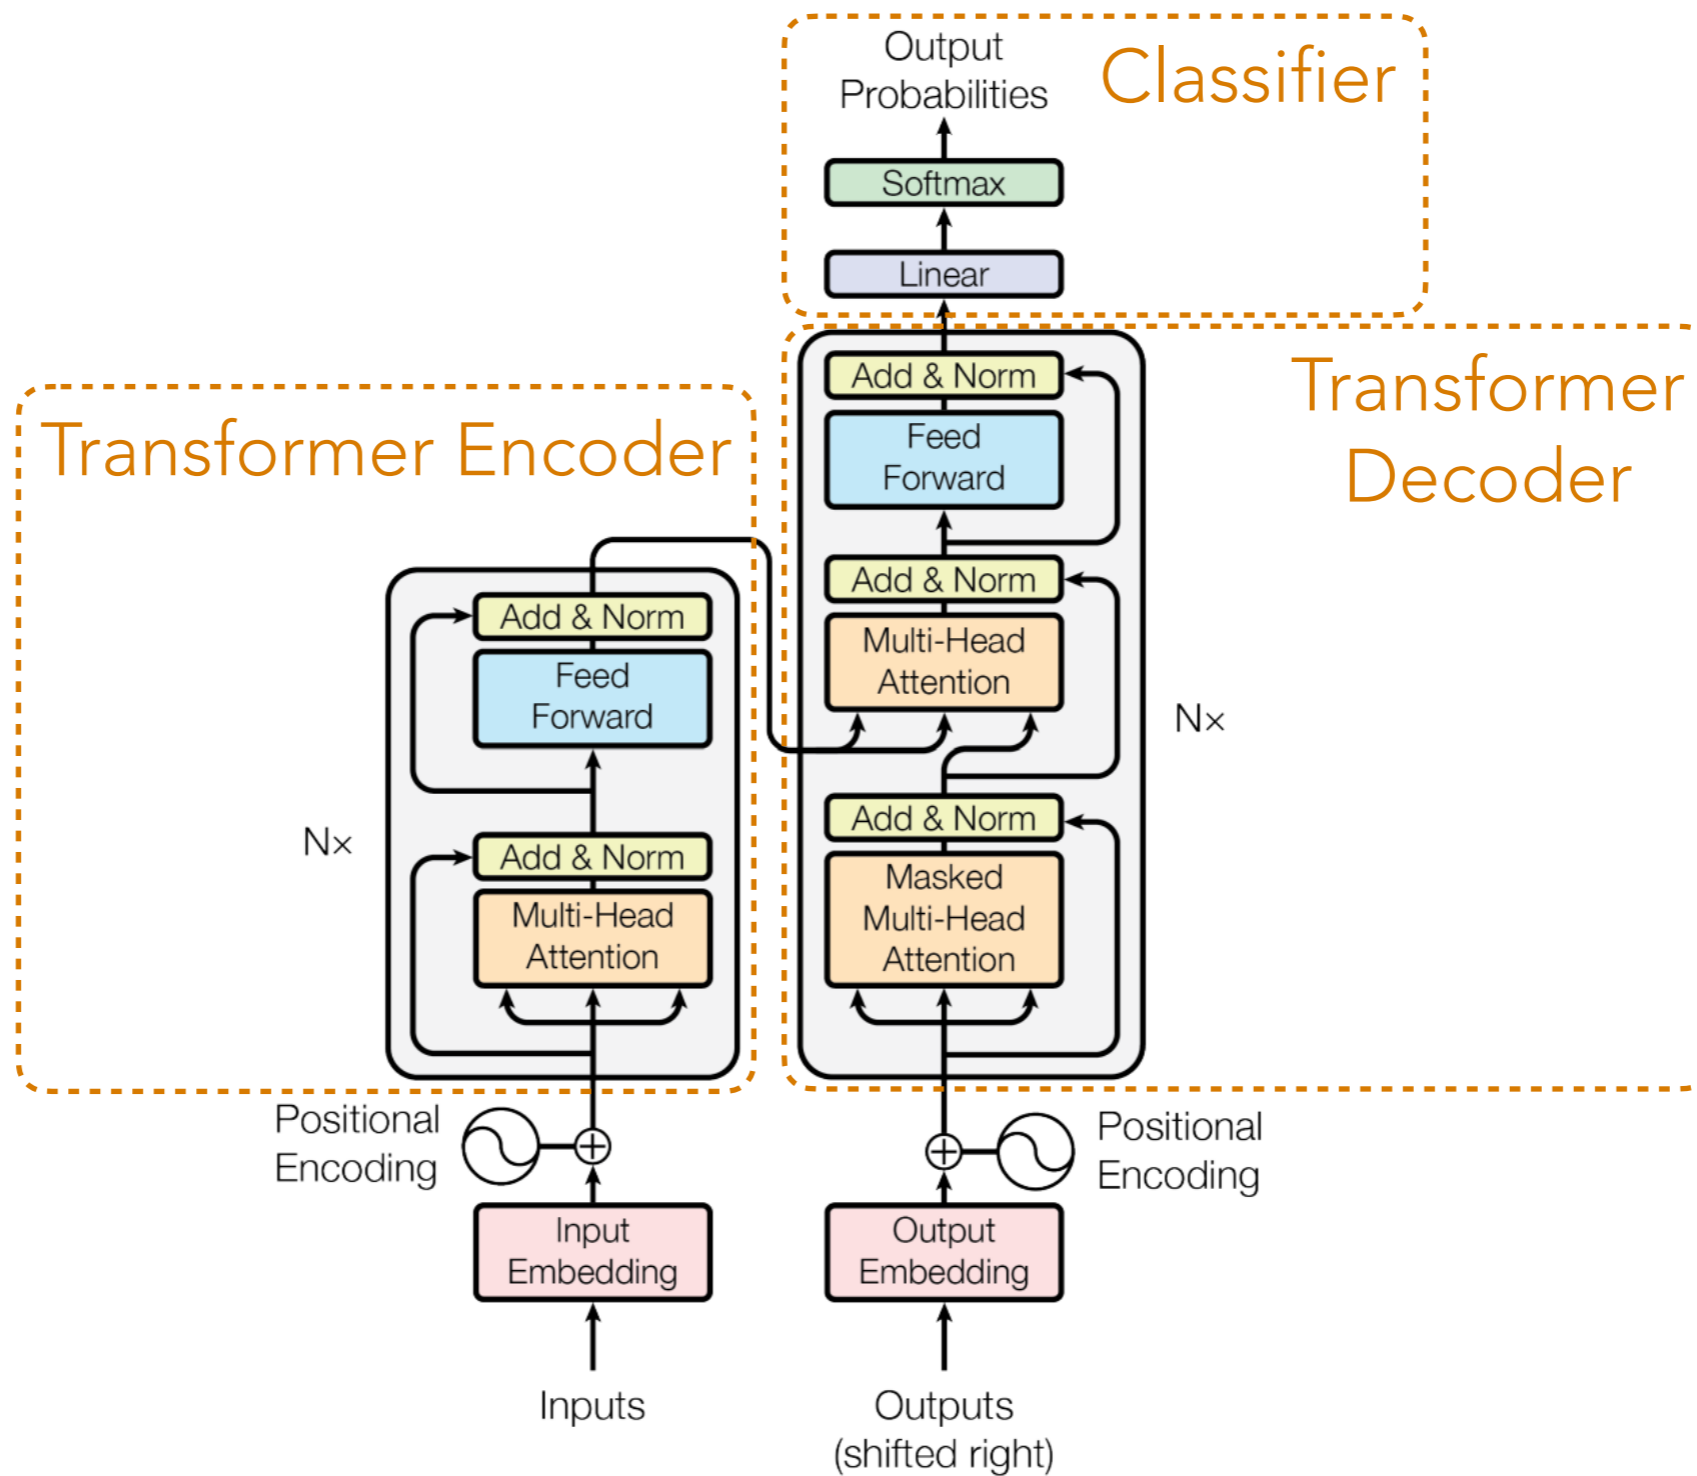 Output
Probabilities
Classifier
Softmax
Linear
Transformer
Decoder
Add & Norm
Feed
Forward
Add & Norm
Multi-Head
Attention
N×
Add & Norm
Masked
Multi-Head
Attention
Transformer Encoder
Add & Norm
Feed
Forward
N×
Add & Norm
Multi-Head
Attention
Positional
Encoding
Positional
Encoding
Input
Embedding
Output
Embedding
Inputs
Outputs
(shifted right)